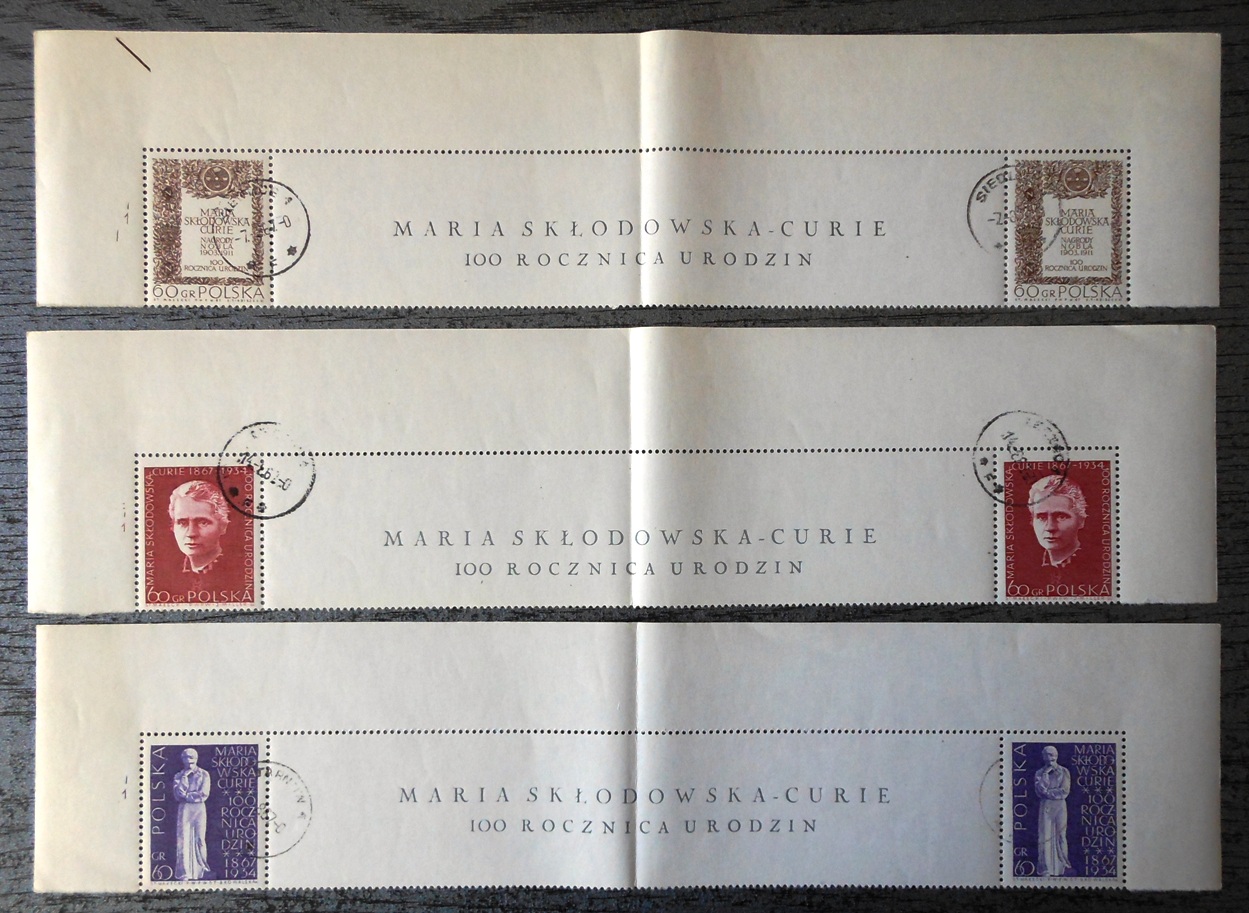 MARIA
SKŁODOWSKA
CURIE
NAGRODY
NOBLA
1903.1911
100
ROCZNICA URODZIN
60 GR POLSKA
MARIA SKŁODOWSKA-CURIE
100 ROCZNICA URODZIN
MARIA
SKŁODOWSKA
CURIE
NAGRODY
NOBLA
1903.1911
100
ROCZNICA URODZIN
60 GR POLSKA
MARIA SKŁODOWSKA
CURIE 1867-1934
100 ROCZNICA URODZIN
60 GR POLSKA
MARIA SKŁODOWSKA-CURIE
100 ROCZNICA URODZIN
MARIA SKŁODOWSKA
CURIE 1867-1934
100 ROCZNICA URODZIN
60 GR POLSKA
POLSKA
60 GR
MARIA
SKŁODO
WSKA
CURIE
***
100
ROCZ
NICA
URO
DZIN
***
1867
1934
MARIA SKŁODOWSKA-CURIE
100 ROCZNICA URODZIN
POLSKA
60 GR
MARIA
SKŁODO
WSKA
CURIE
***
100
ROCZ
NICA
URO
DZIN
***
1867
1934